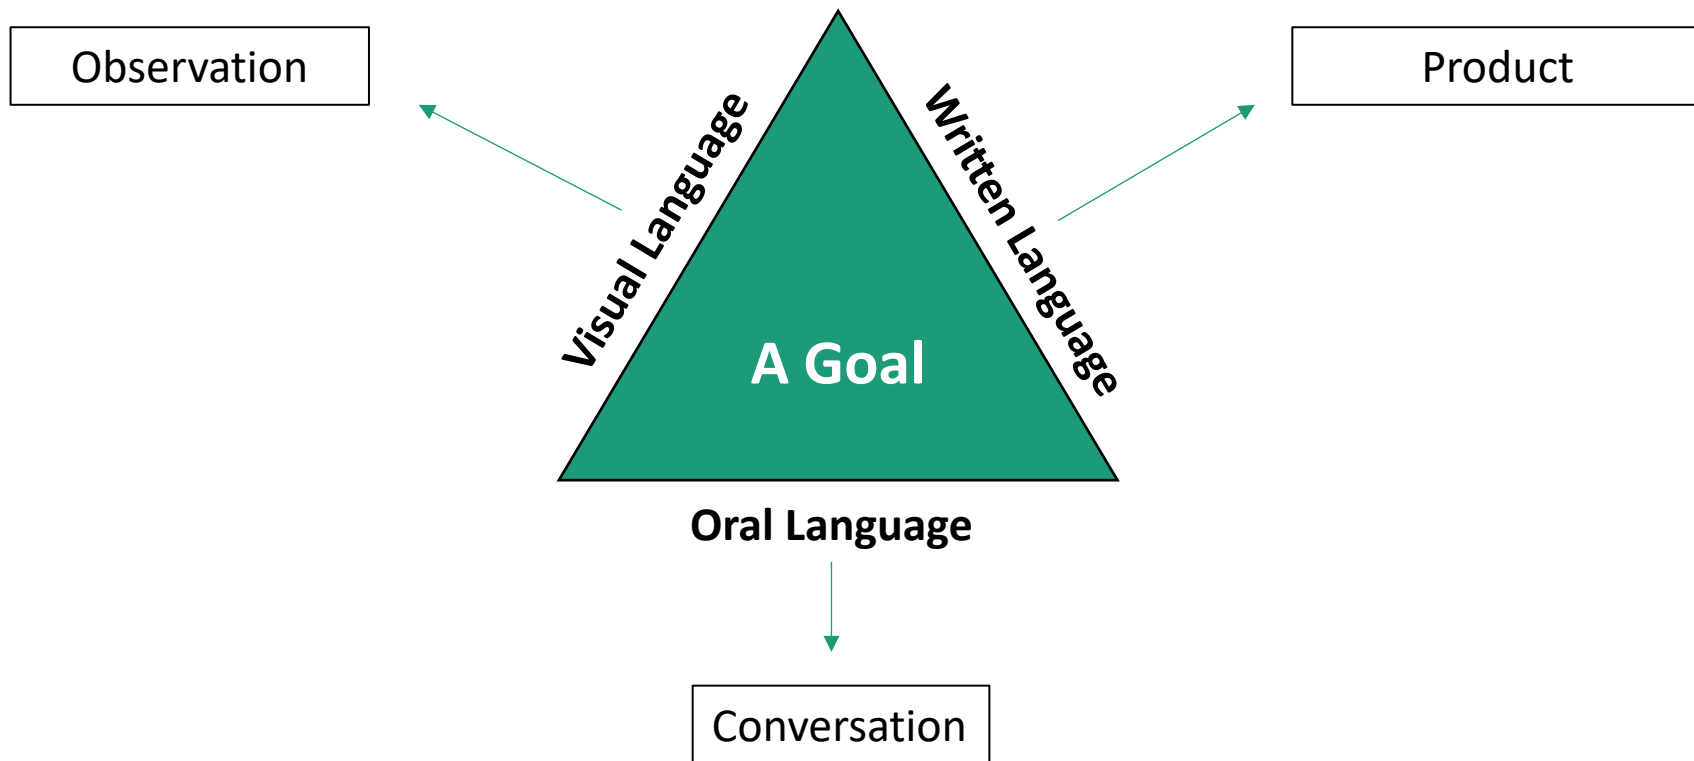 Observation
Product
Visual Language
Written Language
A Goal
Oral Language
Conversation